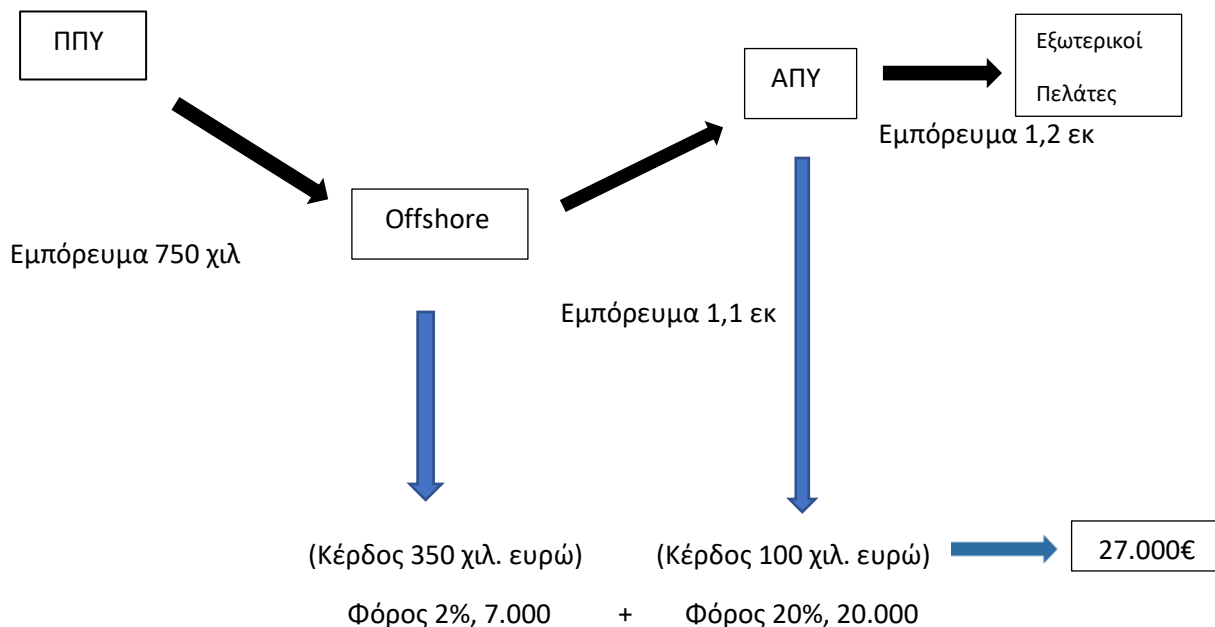 ΠΠΥ
ΑΠΥ
Εξωτερικοί
Πελάτες
Εμπόρευμα 1,2 εκ
Offshore
Εμπόρευμα 750 χιλ
Εμπόρευμα 1,1 εκ
(Κέρδος 350 χιλ. ευρώ)
(Κέρδος 100 χιλ. ευρώ)
27.000€
Φόρος 2%, 7.000 + Φόρος 20%, 20.000